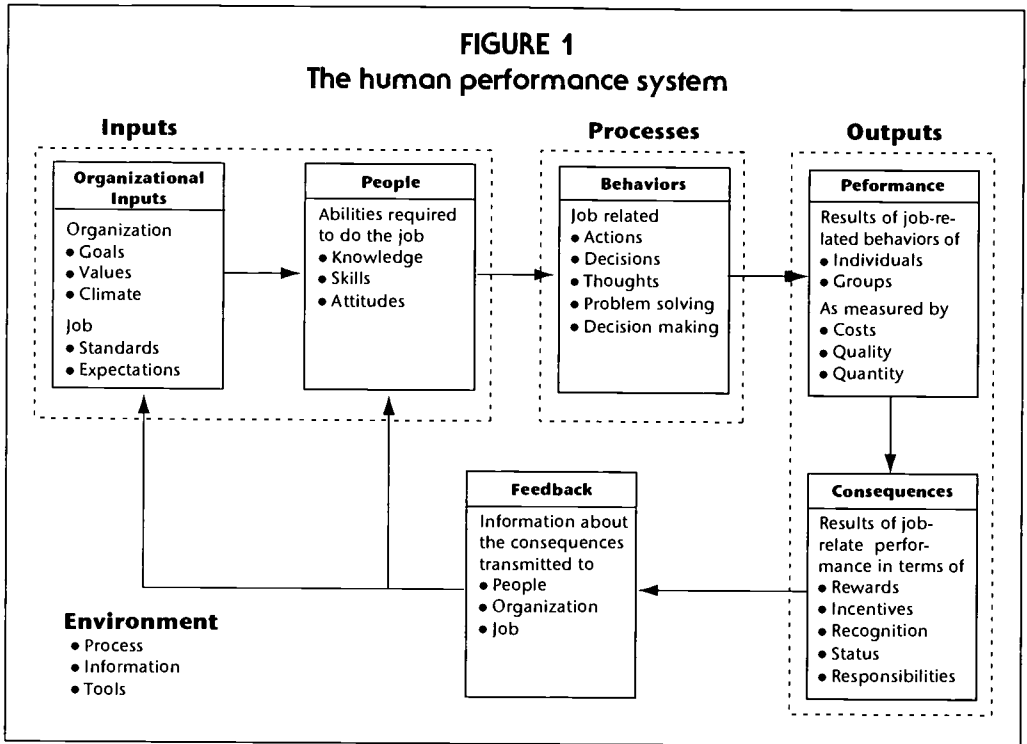 FIGURE 1
The human performance system
Inputs
Organizational
Inputs
Organization
• Goals
• Values
• Climate
Job
• Standards
• Expectations
People
Abilities required
to do the job
• Knowledge
• Skills
• Attitudes
Processes
Behaviors
Job related
• Actions
• Decisions
• Thoughts
• Problem solving
• Decision making
Outputs
Peformance
Results of job-re-
lated behaviors of
• Individuals
• Groups
As measured by
• Costs
• Quality
• Quantity
Consequences
Results of job-
relate perfor-
mance in terms of
• Rewards
• Incentives
• Recognition
• Status
• Responsibilities
Feedback
Information about
the consequences
transmitted to
• People
• Organization
• Job
Environment
• Process
• Information
• Tools